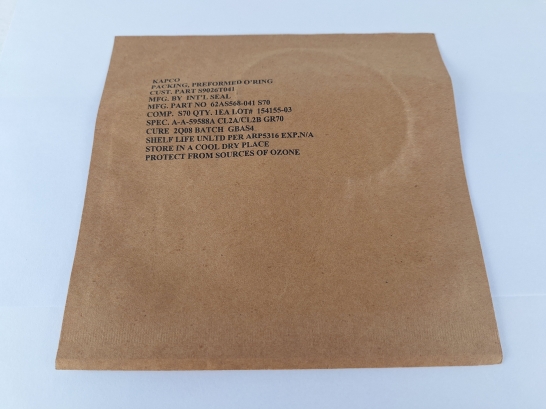 KAPCO
PACKING, PREFORMED O'RING
CUST. PART S9026T041
MFG. BY INT'L SEAL
MFG. PART NO 62AS568-041 S70
COMP. S70 QTY. 1EA LOT# 154155-03
SPEC. A-A-59588A CL2A/CL2B GR70
CURE 2Q08 BATCH GBAS4
SHELF LIFE UNLTD PER ARP5316 EXP.N/A
STORE IN A COOL DRY PLACE
PROTECT FROM SOURCES OF OZONE